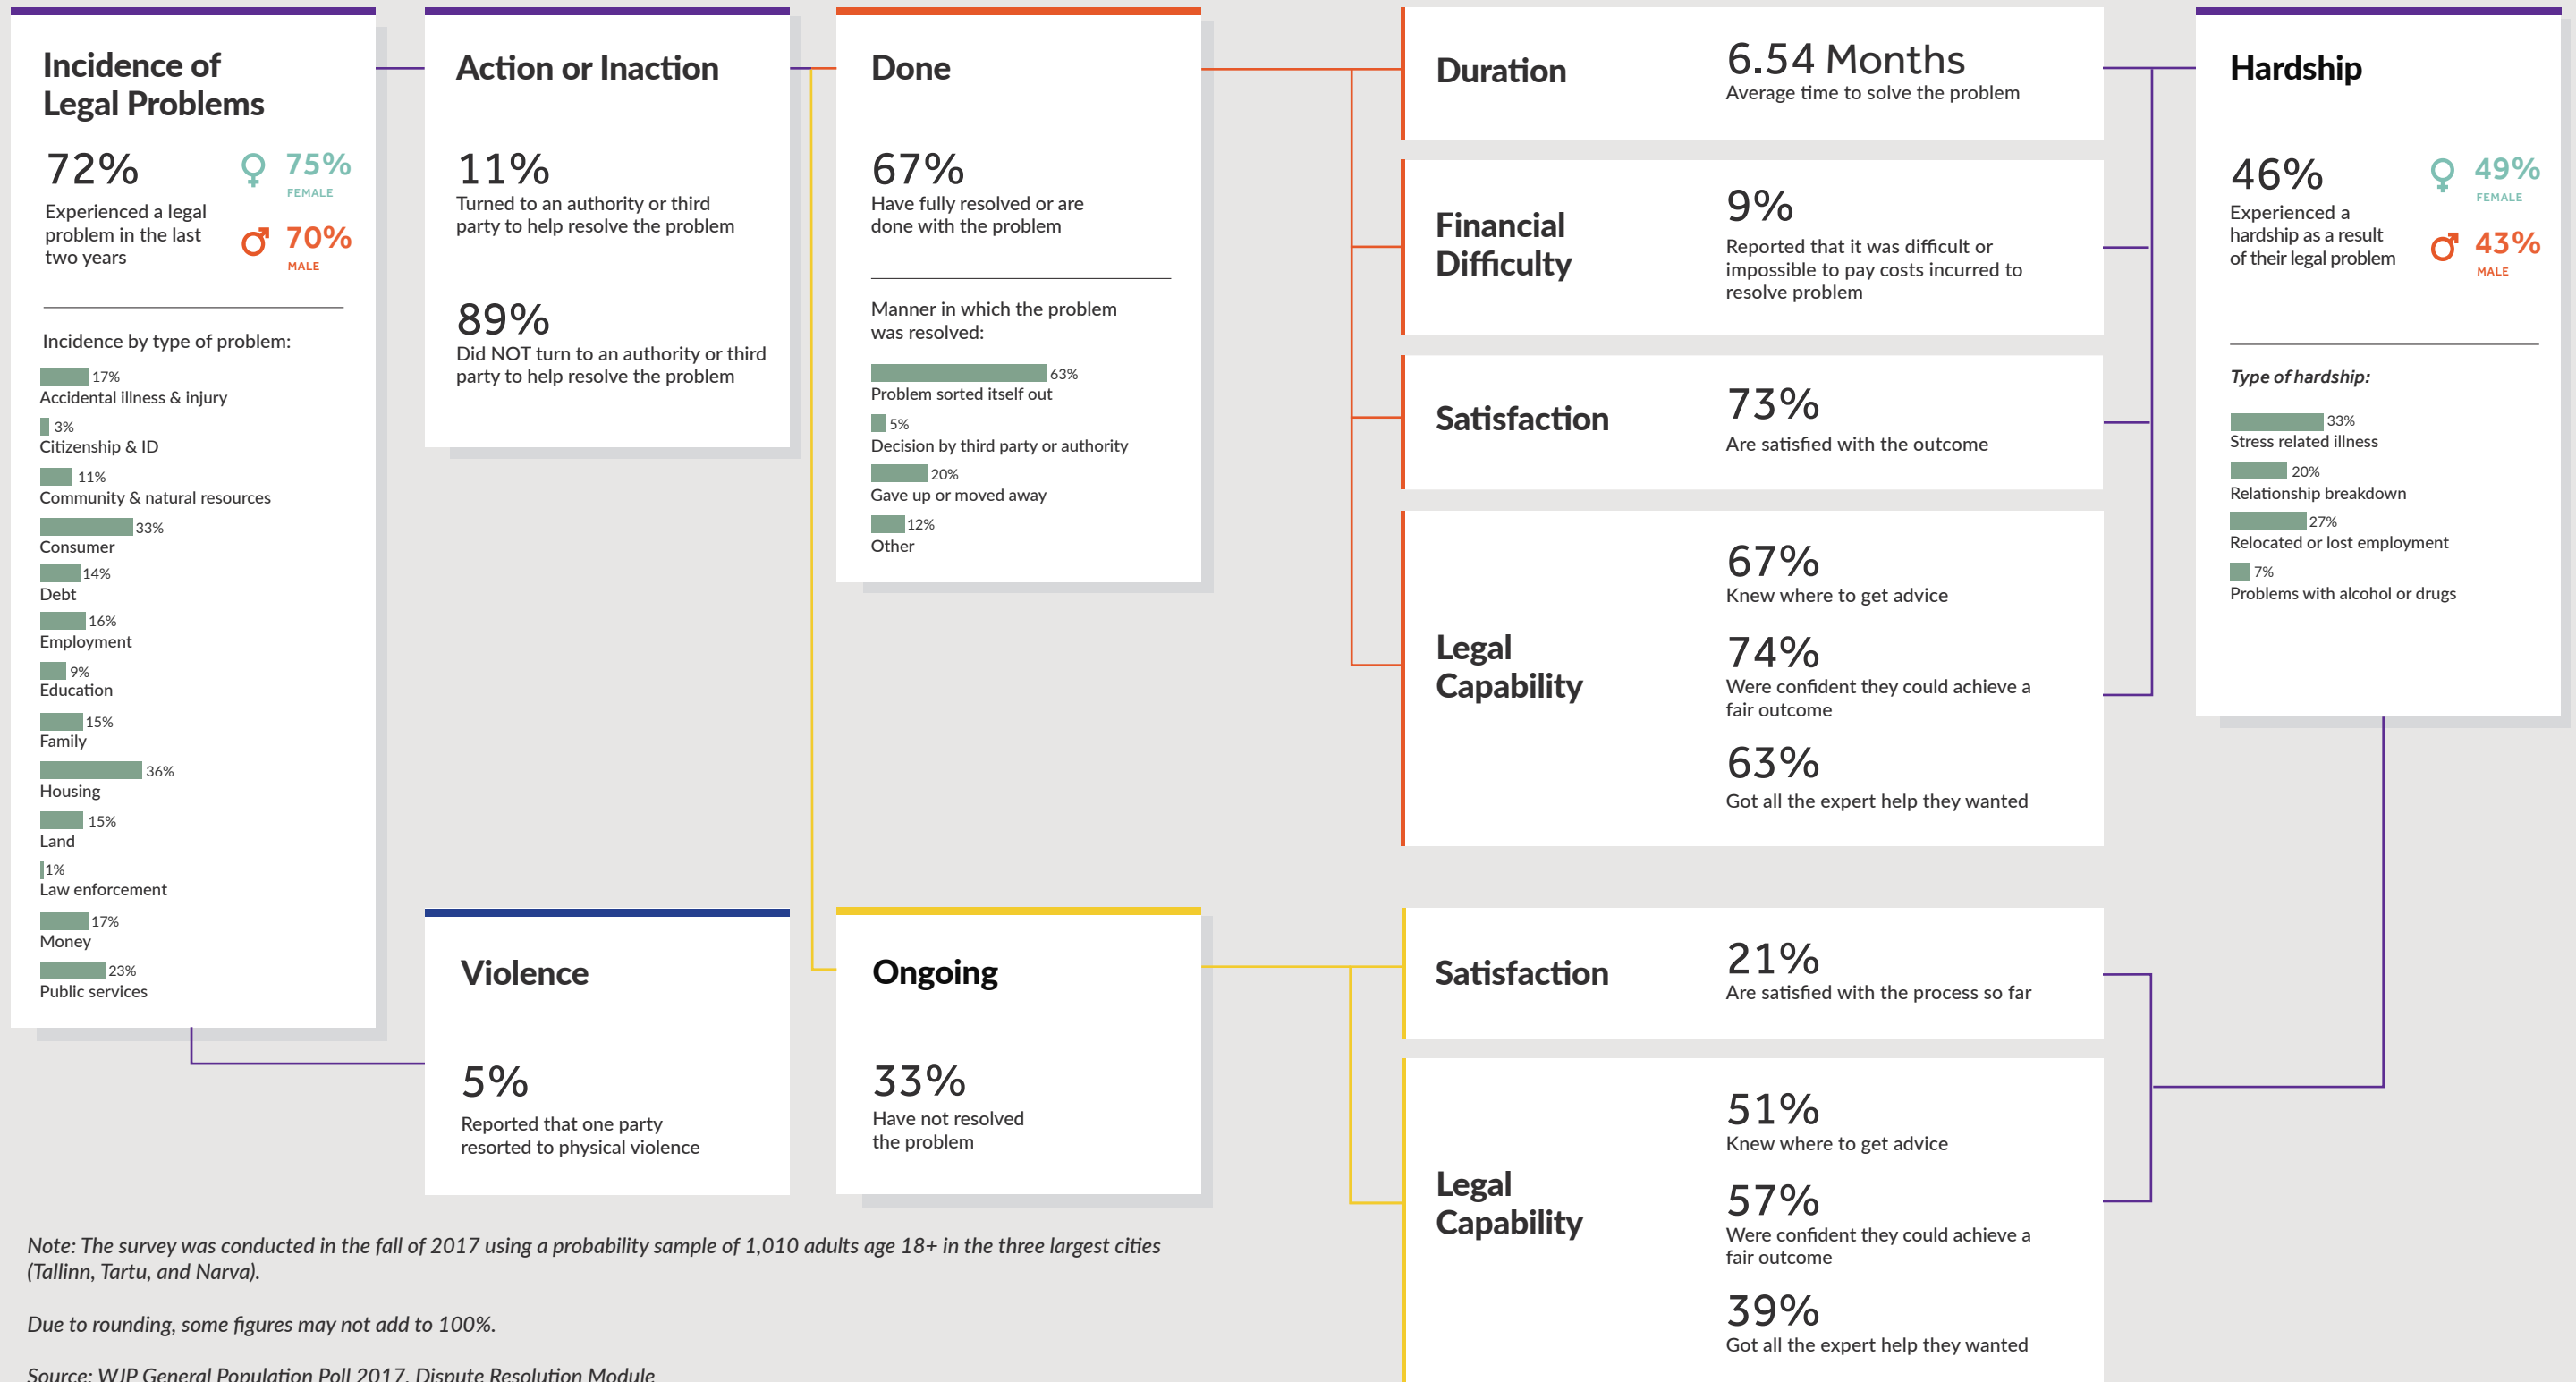 Incidence of
Legal Problems
72%
Experienced a legal
problem in the last
two years
75%
FEMALE
70%
MALE
Incidence by type of problem:
17%
Accidental illness & injury
3%
Citizenship & ID
11%
Community & natural resources
33%
Consumer
14%
Debt
16%
Employment
9%
Education
15%
Family
36%
Housing
15%
Land
1%
Law enforcement
17%
Money
23%
Public services
Action or Inaction
11%
Turned to an authority or third
party to help resolve the problem
89%
Did NOT turn to an authority or third
party to help resolve the problem
Violence
5%
Reported that one party
resorted to physical violence
Done
67%
Have fully resolved or are
done with the problem
Manner in which the problem
was resolved:
63%
Problem sorted itself out
5%
Decision by third party or authority
20%
Gave up or moved away
12%
Other
Ongoing
33%
Have not resolved
the problem
Duration
6.54 Months
Average time to solve the problem
Financial
Difficulty
9%
Reported that it was difficult or
impossible to pay costs incurred to
resolve problem
Satisfaction
73%
Are satisfied with the outcome
Legal
Capability
67%
Knew where to get advice
74%
Were confident they could achieve a
fair outcome
63%
Got all the expert help they wanted
Satisfaction
21%
Are satisfied with the process so far
Legal
Capability
51%
Knew where to get advice
57%
Were confident they could achieve a
fair outcome
39%
Got all the expert help they wanted
Hardship
46%
Experienced a
hardship as a result
of their legal problem
49%
FEMALE
43%
MALE
Type of hardship:
33%
Stress related illness
20%
Relationship breakdown
27%
Relocated or lost employment
7%
Problems with alcohol or drugs
Note: The survey was conducted in the fall of 2017 using a probability sample of 1,010 adults age 18+ in the three largest cities
(Tallinn, Tartu, and Narva).
Due to rounding, some figures may not add to 100%.
Source: WJP General Population Poll 2017, Dispute Resolution Module